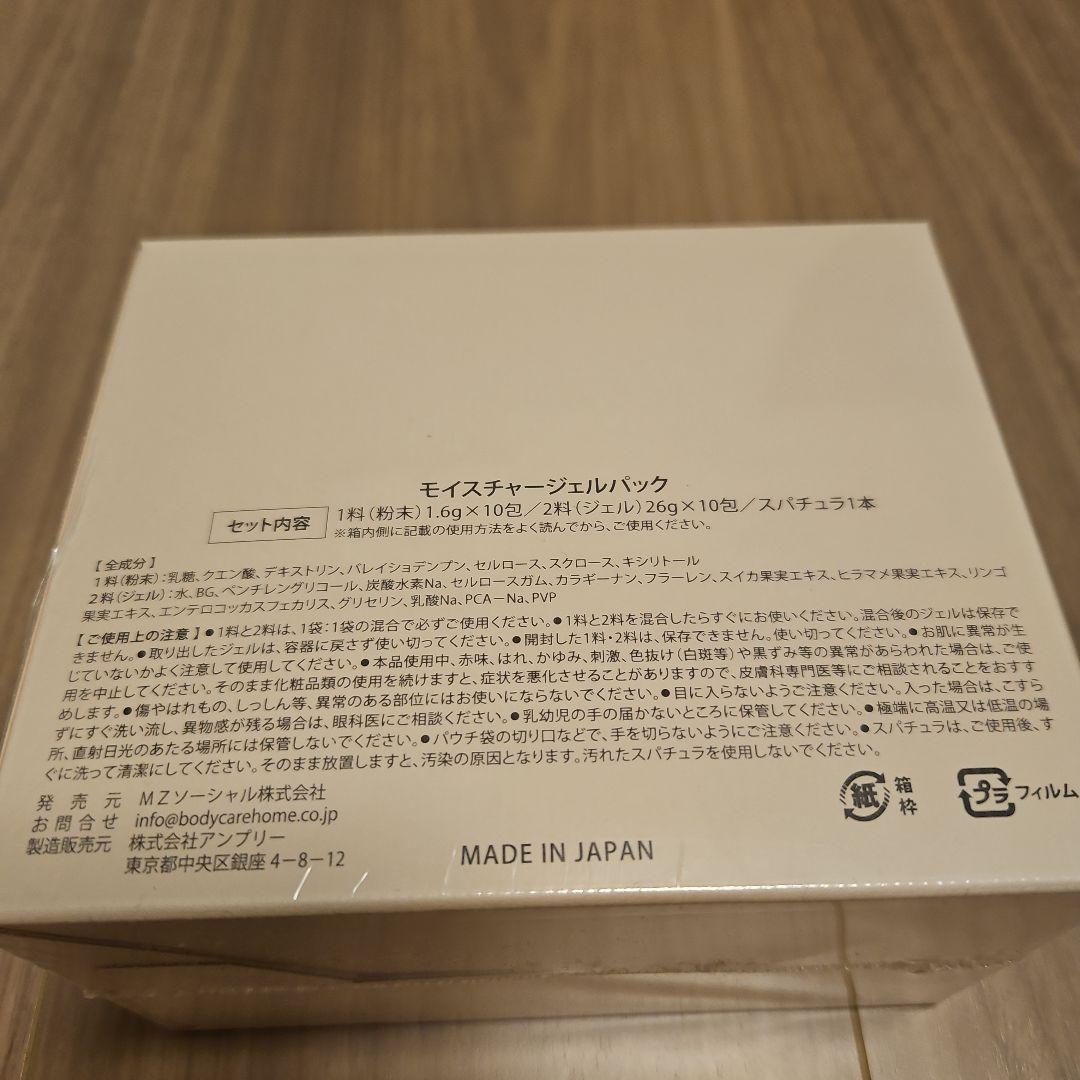 モイスチャージェルパック
セット内容
1料(粉末)1.6g×10包/2料(ジェル)26g×10包/スパチュラ1本
※箱内側に記載の使用方法をよく読んでから、ご使用ください。
【全成分】
1料(粉末):乳糖、クエン酸、デキストリン、バレイショデンプン、セルロース、スクロース、キシリトール
2料(ジェル):水、BG、ペンチレングリコール、炭酸水素Na、セルロースガム、カラギーナン、フラーレン、スイカ果実エキス、ヒラマメ果実エキス、リンゴ
果実エキス、エンテロコッカスフェカリス、グリセリン、乳酸Na、PCA-Na、PVP
【ご使用上の注意】●1料と2料は、1袋:1袋の混合で必ずご使用ください。●1料と2料を混合したらすぐにお使いください。混合後のジェルは保存で
きません。●取り出したジェルは、容器に戻さず使い切ってください。●開封した1料・2料は、保存できません。使い切ってください。●お肌に異常が生
じていないかよく注意して使用してください。●本品使用中、赤味、はれ、かゆみ、刺激、色抜け(白斑等)や黒ずみ等の異常があらわれた場合は、ご使
用を中止してください。そのまま化粧品類の使用を続けますと、症状を悪化させることがありますので、皮膚科専門医等にご相談されることをおすす
めします。●傷やはれもの、しっしん等、異常のある部位にはお使いにならないでください。●目に入らないようご注意ください。入った場合は、こすら
ずにすぐ洗い流し、異物感が残る場合は、眼科医にご相談ください。●乳幼児の手の届かないところに保管してください。●極端に高温又は低温の場
所、直射日光のあたる場所には保管しないでください。●パウチ袋の切り口などで、手を切らないようにご注意ください。●スパチュラは、ご使用後、す
ぐに洗って清潔にしてください。そのまま放置しますと、汚染の原因となります。汚れたスパチュラを使用しないでください。
発売元 MZソーシャル株式会社
お問合せ info@bodycarehome.co.jp
製造販売元 株式会社アンプリー
東京都中央区銀座4-8-12
MADE IN JAPAN
紙 箱
枠
プラ フィルム